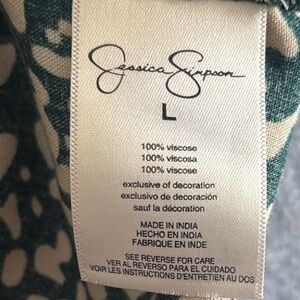 Jessica Simpson
L
100% viscose
100% viscosa
100% viscose
exclusive of decoration
exclusivo de decoración
sauf la décoration
MADE IN INDIA
HECHO EN INDIA
FABRIQUE EN INDE
SEE REVERSE FOR CARE
VER AL REVERSO PARA EL CUIDADO
VOIR LES INSTRUCTIONS D'ENTRETIEN AU DOS